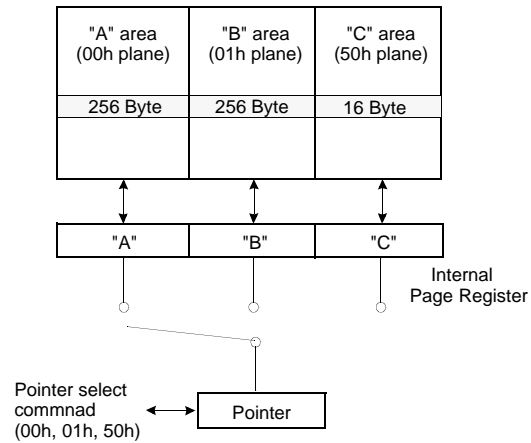 "A" area
(00h plane)
"B" area
(01h plane)
"C" area
(50h plane)
256 Byte
256 Byte
16 Byte
"A"
"B"
"C"
Internal
Page Register
Pointer select
commnad
(00h, 01h, 50h)
Pointer